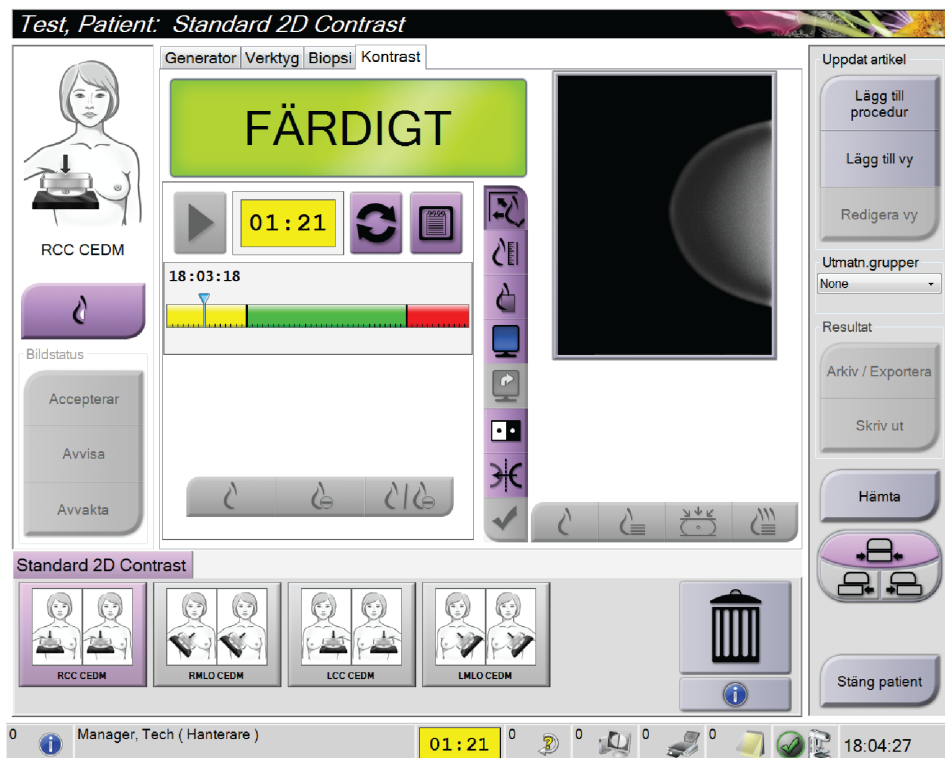 Test, Patient: Standard 2D Contrast
Generator Verktyg Biopsi Kontrast
FÄRDIGT
01:21
18:03:18
RCC CEDM
Bildstatus
Accepterar
Avvisa
Avvakta
Uppdat artikel
Lägg till
procedur
Lägg till vy
Redigera vy
Utmatn.grupper
None
Resultat
Arkiv / Exportera
Skriv ut
Hämta
Stäng patient
Standard 2D Contrast
RCC CEDM
RMLO CEDM
LCC CEDM
LMLO CEDM
0 Manager, Tech ( Hanterare ) 01:21 0 0 0 0 18:04:27